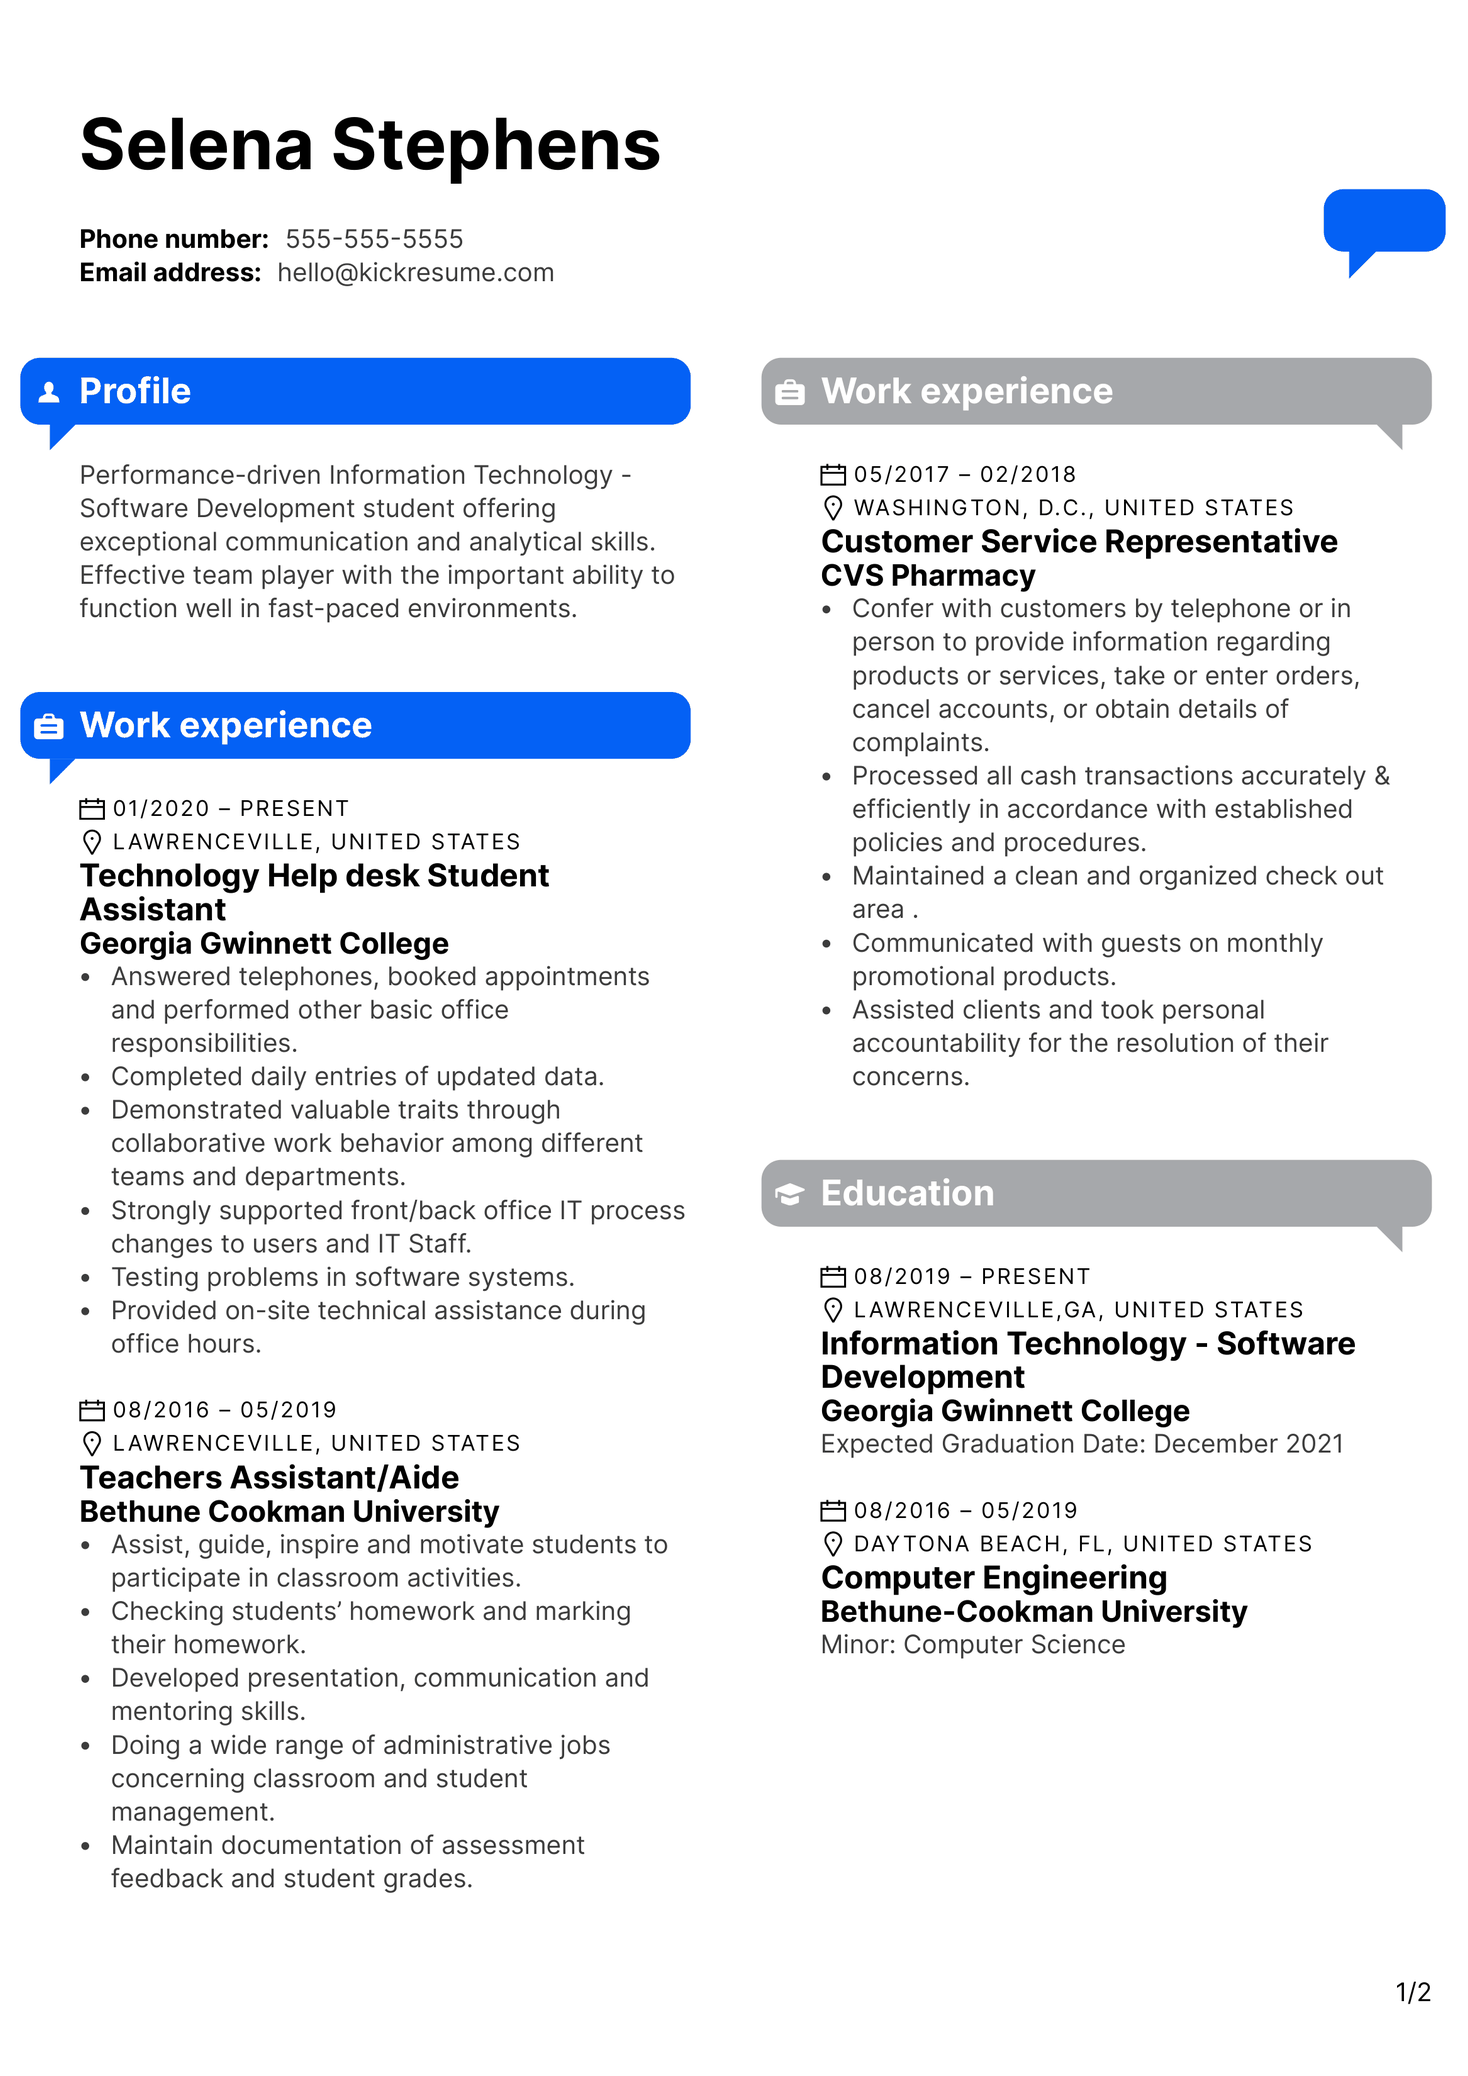 Selena Stephens
Phone number: 555-555-5555
Email address: hello@kickresume.com
Profile
Performance-driven Information Technology -
Software Development student offering
exceptional communication and analytical skills.
Effective team player with the important ability to
function well in fast-paced environments.
Work experience
01/2020 – PRESENT
LAWRENCEVILLE, UNITED STATES
Technology Help desk Student
Assistant
Georgia Gwinnett College
• Answered telephones, booked appointments
and performed other basic office
responsibilities.
• Completed daily entries of updated data.
• Demonstrated valuable traits through
collaborative work behavior among different
teams and departments.
• Strongly supported front/back office IT process
changes to users and IT Staff.
• Testing problems in software systems.
• Provided on-site technical assistance during
office hours.
08/2016 – 05/2019
LAWRENCEVILLE, UNITED STATES
Teachers Assistant/Aide
Bethune Cookman University
• Assist, guide, inspire and motivate students to
participate in classroom activities.
• Checking students’ homework and marking
their homework.
• Developed presentation, communication and
mentoring skills.
• Doing a wide range of administrative jobs
concerning classroom and student
management.
• Maintain documentation of assessment
feedback and student grades.
Work experience
05/2017 – 02/2018
WASHINGTON, D.C., UNITED STATES
Customer Service Representative
CVS Pharmacy
• Confer with customers by telephone or in
person to provide information regarding
products or services, take or enter orders,
cancel accounts, or obtain details of
complaints.
• Processed all cash transactions accurately &
efficiently in accordance with established
policies and procedures.
• Maintained a clean and organized check out
area .
• Communicated with guests on monthly
promotional products.
• Assisted clients and took personal
accountability for the resolution of their
concerns.
Education
08/2019 – PRESENT
LAWRENCEVILLE,GA, UNITED STATES
Information Technology - Software
Development
Georgia Gwinnett College
Expected Graduation Date: December 2021
08/2016 – 05/2019
DAYTONA BEACH, FL, UNITED STATES
Computer Engineering
Bethune-Cookman University
Minor: Computer Science
1/2